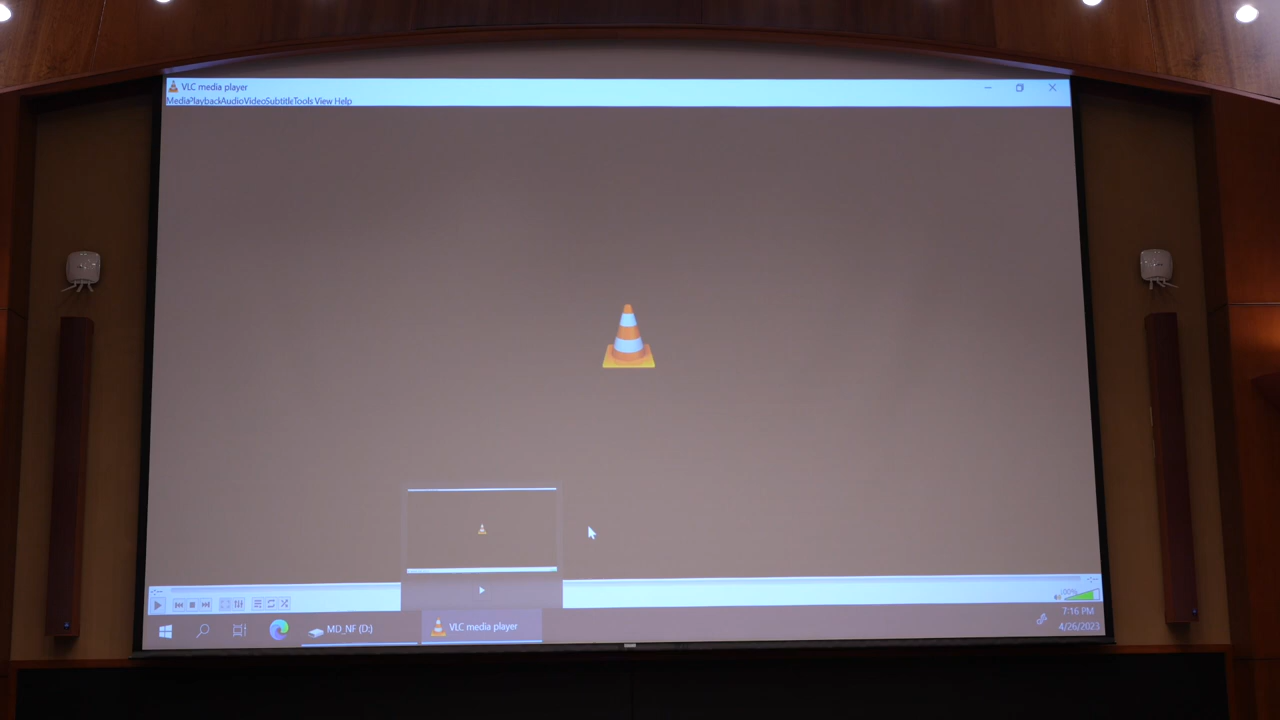 VLC media player
Media Playback Audio Video Subtitle Tools View Help
00%
MD_NF (D:)
VLC media player
7:16 PM
4/26/2023